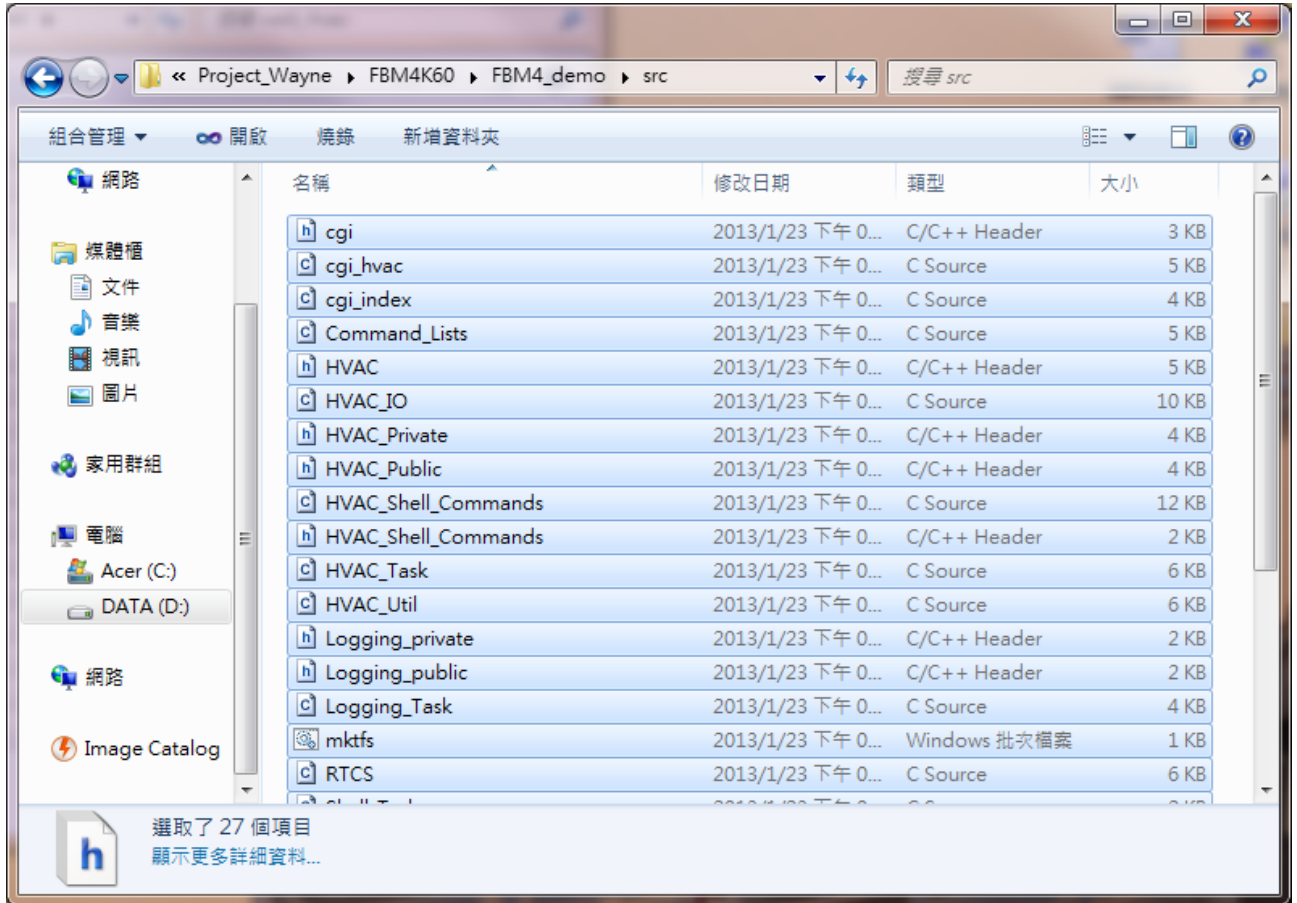 « Project_Wayne ▸ FBM4K60 ▸ FBM4_demo ▸ src
搜尋 src
組合管理 開啟 燒錄 新增資料夾
網路
媒體櫃
文件
音樂
視訊
圖片
家用群組
電腦
Acer (C:)
DATA (D:)
網路
Image Catalog
名稱 修改日期 類型 大小
cgi 2013/1/23 下午 0... C/C++ Header 3 KB
cgi_hvac 2013/1/23 下午 0... C Source 5 KB
cgi_index 2013/1/23 下午 0... C Source 4 KB
Command_Lists 2013/1/23 下午 0... C Source 5 KB
HVAC 2013/1/23 下午 0... C/C++ Header 5 KB
HVAC_IO 2013/1/23 下午 0... C Source 10 KB
HVAC_Private 2013/1/23 下午 0... C/C++ Header 4 KB
HVAC_Public 2013/1/23 下午 0... C/C++ Header 4 KB
HVAC_Shell_Commands 2013/1/23 下午 0... C Source 12 KB
HVAC_Shell_Commands 2013/1/23 下午 0... C/C++ Header 2 KB
HVAC_Task 2013/1/23 下午 0... C Source 6 KB
HVAC_Util 2013/1/23 下午 0... C Source 6 KB
Logging_private 2013/1/23 下午 0... C/C++ Header 2 KB
Logging_public 2013/1/23 下午 0... C/C++ Header 2 KB
Logging_Task 2013/1/23 下午 0... C Source 4 KB
mktfs 2013/1/23 下午 0... Windows 批次檔案 1 KB
RTCS 2013/1/23 下午 0... C Source 6 KB
選取了 27 個項目
顯示更多詳細資料...